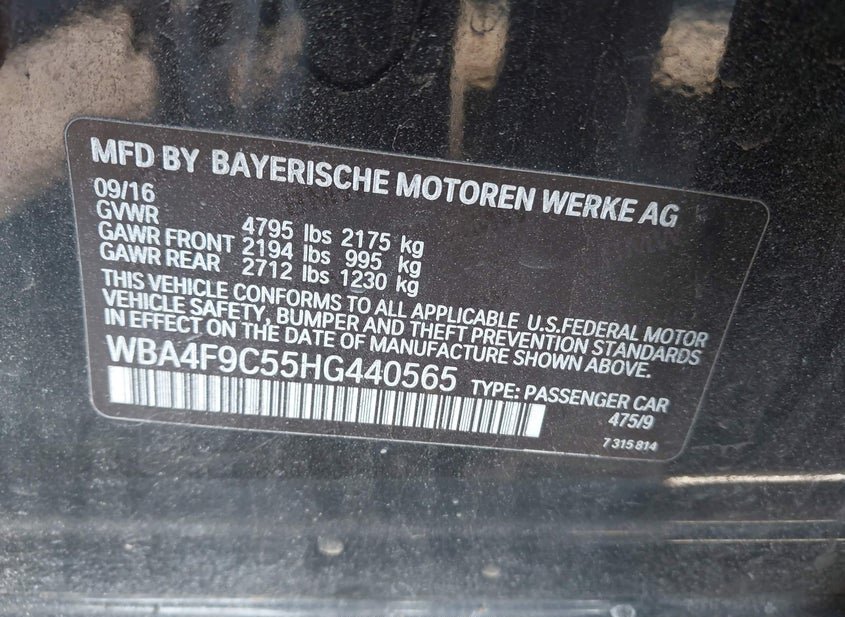 MFD BY BAYERISCHE MOTOREN WERKE AG
09/16
GVWR 4795 lbs 2175 kg
GAWR FRONT 2194 lbs 995 kg
GAWR REAR 2712 lbs 1230 kg
THIS VEHICLE CONFORMS TO ALL APPLICABLE U.S.FEDERAL MOTOR
VEHICLE SAFETY, BUMPER AND THEFT PREVENTION STANDARDS
IN EFFECT ON THE DATE OF MANUFACTURE SHOWN ABOVE.
WBA4F9C55HG440565 TYPE: PASSENGER CAR
475/9
7 315 814